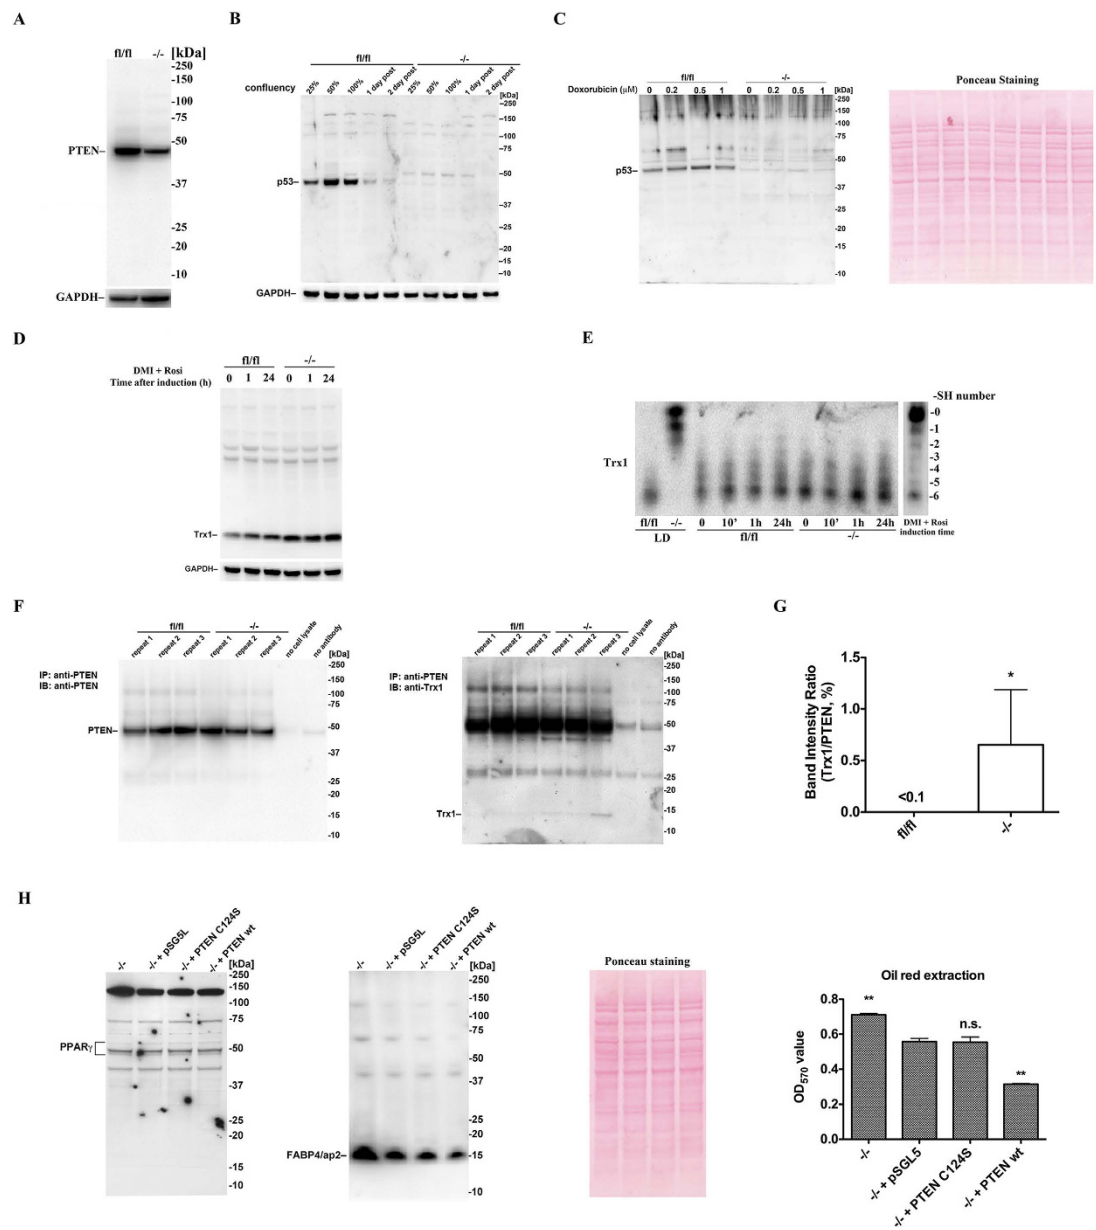 A
fl/fl -/- [kDa]
-250
-150
-100
-75
-50
PTEN–
-37
-25
-20
-10
GAPDH–
B
fl/fl -/-
confluency 25% 50% 100% 1 day post 2 day post 25% 50% 100% 1 day post 2 day post [kDa]
-250
-150
-100
-75
-50
p53–
-37
-25
-20
-15
-10
GAPDH–
C
fl/fl -/-
Doxorubicin (μM) 0 0.2 0.5 1 0 0.2 0.5 1 [kDa]
-250
-150
-100
-75
-50
p53–
-37
-25
-20
-15
-10
Ponceau Staining
D
fl/fl -/-
DMI + Rosi
Time after induction (h) 0 1 24 0 1 24
Trx1–
GAPDH–
E
-SH number
-0
-1
-2
-3
Trx1
-4
-5
-6
fl/fl -/- 0 10’ 1h 24h 0 10’ 1h 24h DMI + Rosi
LD fl/fl -/- induction time
F
fl/fl -/-
repeat 1 repeat 2 repeat 3 repeat 1 repeat 2 repeat 3 no cell lysate no antibody
[kDa]
IP: anti-PTEN
IB: anti-PTEN
-250
-150
-100
-75
PTEN– -50
-37
-25
-20
-15
-10
fl/fl -/-
repeat 1 repeat 2 repeat 3 repeat 1 repeat 2 repeat 3 no cell lysate no antibody
[kDa]
IP: anti-PTEN
IB: anti-Trx1
-250
-150
-100
-75
-50
-37
-25
-20
Trx1– -15
-10
G
Band Intensity Ratio
(Trx1/PTEN, %)
1.5
1.0
0.5
0.0
<0.1
*
fl/fl
-/-
H
-/- -/- + pSG5L -/- + PTEN C124S -/- + PTEN wt
[kDa]
-250
-150
-100
-75
PPARγ -50
-37
-25
-20
-15
-10
-/- -/- + pSG5L -/- + PTEN C124S -/- + PTEN wt
[kDa]
-250
-150
-100
-75
-50
-37
-25
-20
FABP4/ap2– -15
-10
Ponceau staining
Oil red extraction
OD570 value
0.8
0.6
0.4
0.2
0.0
**
n.s.
**
-/-
-/- + pSGL5
-/- + PTEN C124S
-/- + PTEN wt